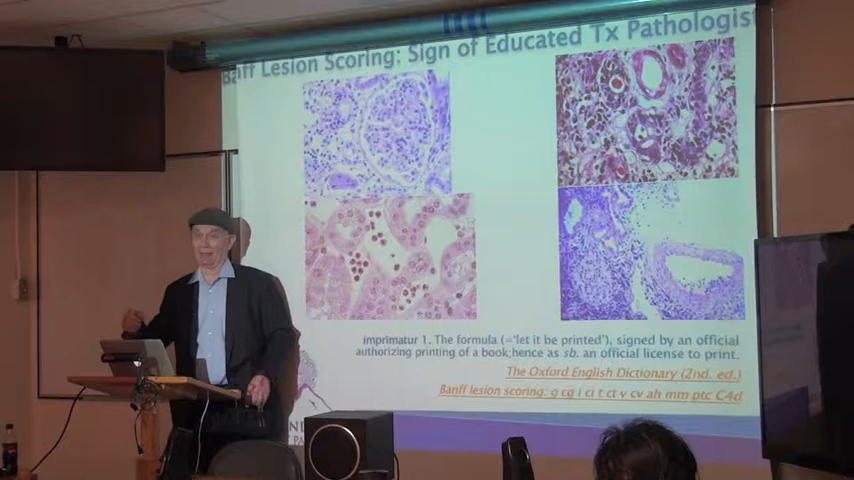 Banff Lesion Scoring: Sign of Educated Tx Pathologist
imprimatur 1. The formula (='let it be printed'), signed by an official
authorizing printing of a book; hence as sb. an official license to print.
The Oxford English Dictionary (2nd. ed.)
Banff lesion scoring: g cg i ci t ct v cv ah mm ptc C4d